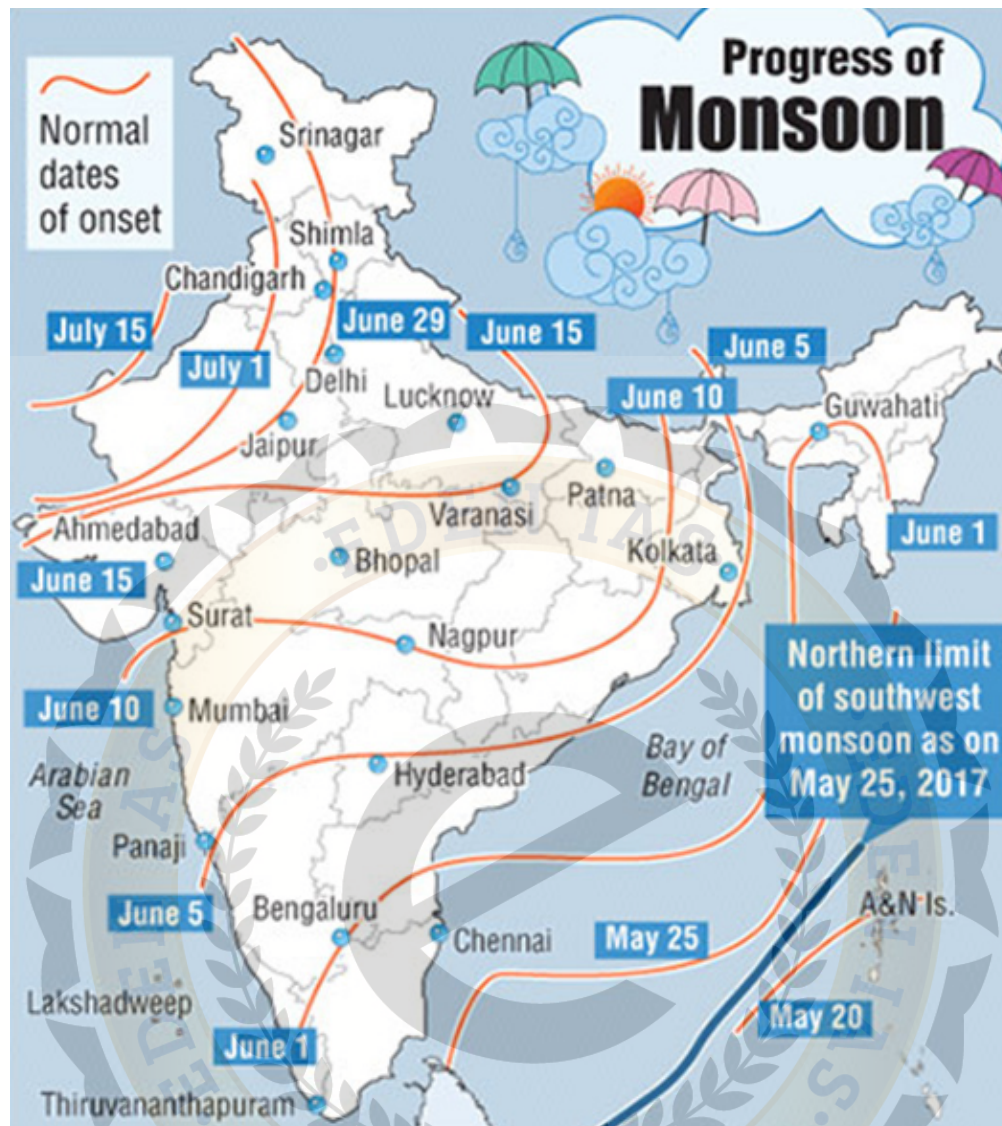 Progress of
Monsoon
Normal
dates
of onset
Srinagar
Shimla
Chandigarh
July 15
July 1
June 29
June 15
June 5
Delhi
Lucknow
June 10
Guwahati
Jaipur
Patna
Varanasi
Ahmedabad
Bhopal
Kolkata
June 1
June 15
Surat
Nagpur
Northern limit
of southwest
monsoon as on
May 25, 2017
June 10
Mumbai
Arabian
Sea
Hyderabad
Bay of
Bengal
Panaji
June 5
Bengaluru
Chennai
May 25
A&N Is.
Lakshadweep
June 1
May 20
Thiruvananthapuram
EDEN IAS